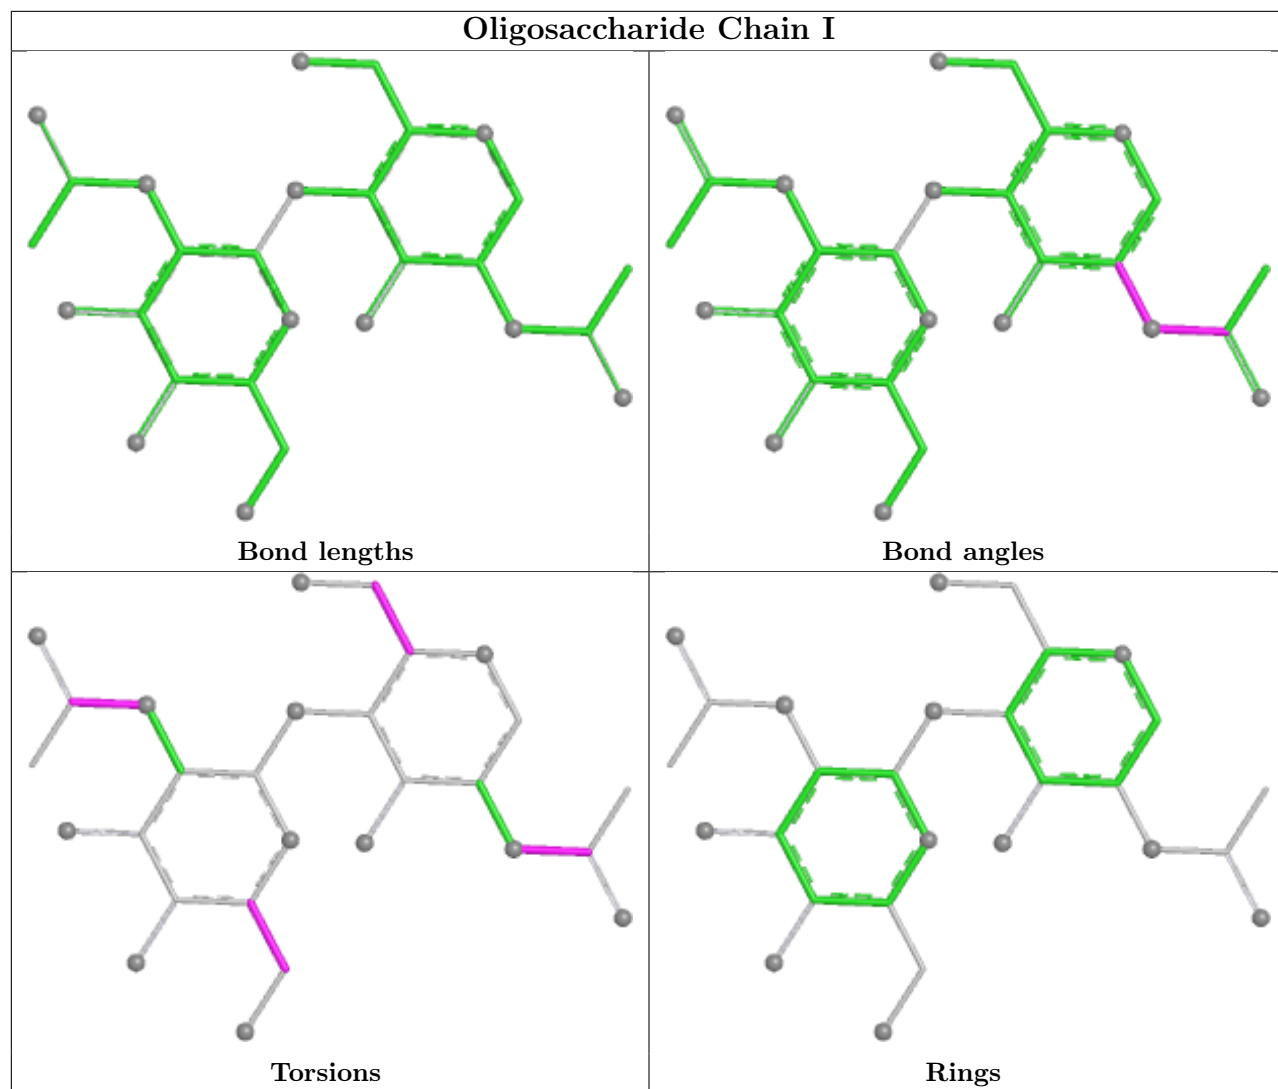 Oligosaccharide Chain I
Bond lengths
Bond angles
Torsions
Rings